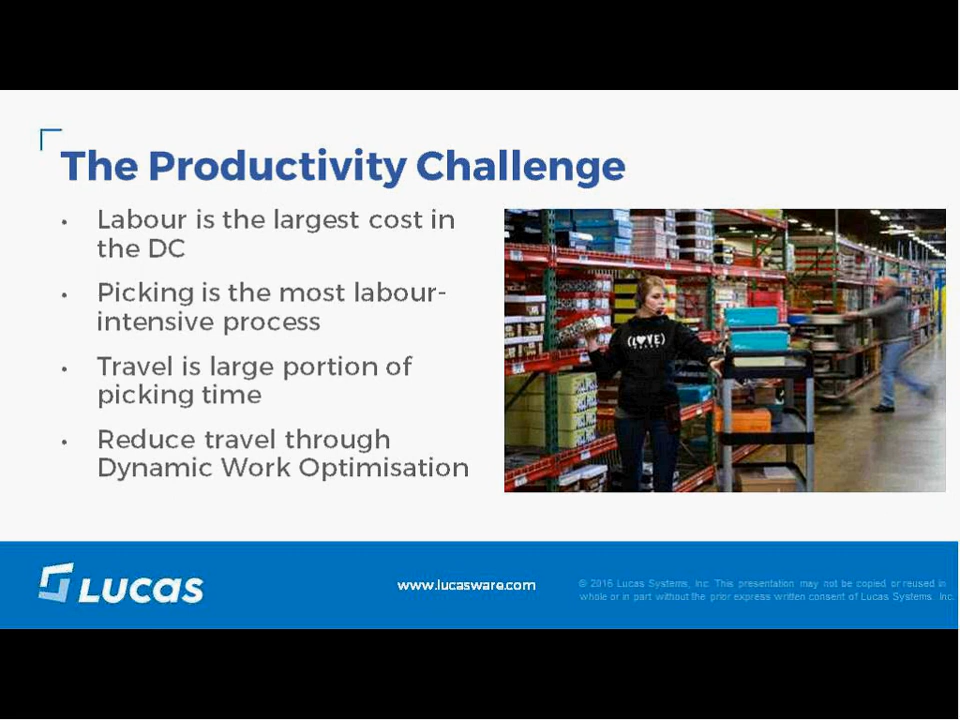 The Productivity Challenge
• Labour is the largest cost in
the DC
• Picking is the most labour-
intensive process
• Travel is large portion of
picking time
• Reduce travel through
Dynamic Work Optimisation
(LOVE)
LUCAS
www.lucasware.com
© 2016 Lucas Systems, Inc. This presentation may not be copied or reused in
whole or in part without the prior express written consent of Lucas Systems, Inc.